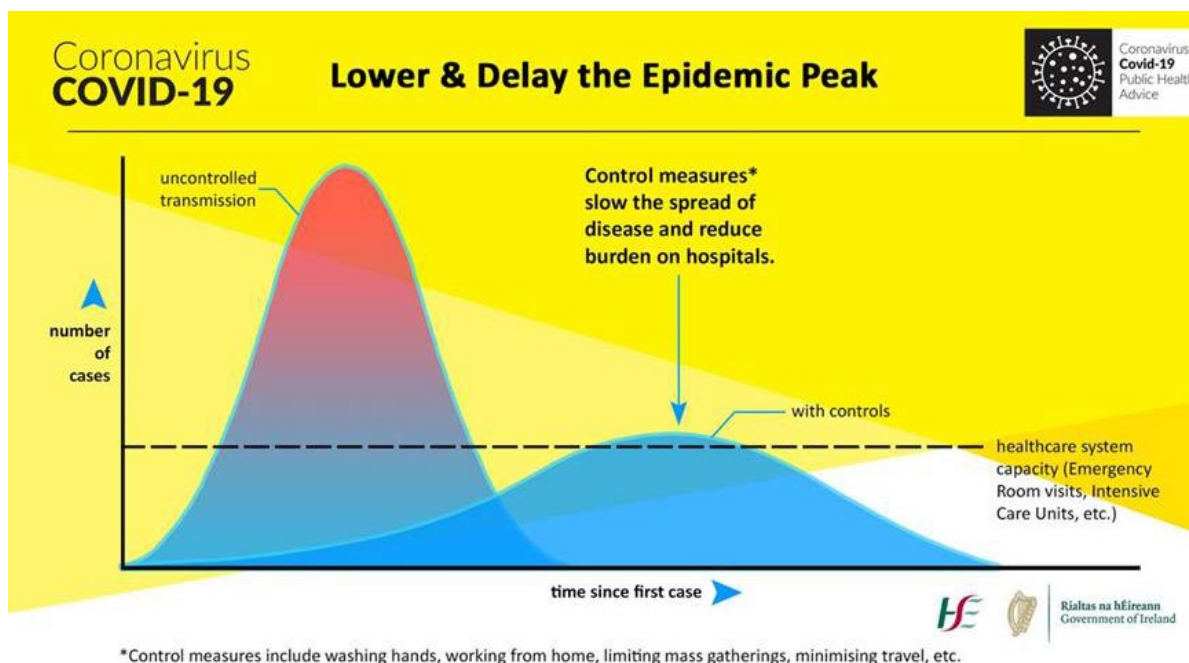 Coronavirus
COVID-19
Lower & Delay the Epidemic Peak
Coronavirus
Covid-19
Public Health
Advice
uncontrolled
transmission
Control measures*
slow the spread of
disease and reduce
burden on hospitals.
number
of
cases
with controls
healthcare system
capacity (Emergency
Room visits, Intensive
Care Units, etc.)
time since first case
HSE
Rialtas na hÉireann
Government of Ireland
*Control measures include washing hands, working from home, limiting mass gatherings, minimising travel, etc.